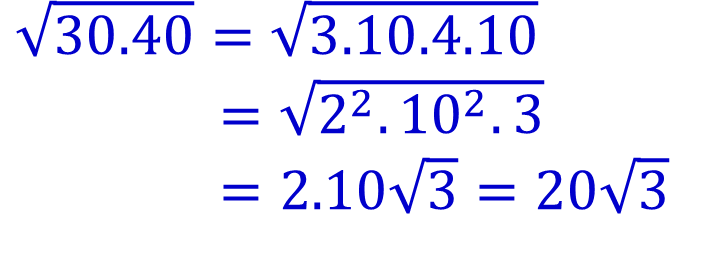 √30.40 = √3.10.4.10
= √2². 10². 3
= 2.10√3 = 20√3